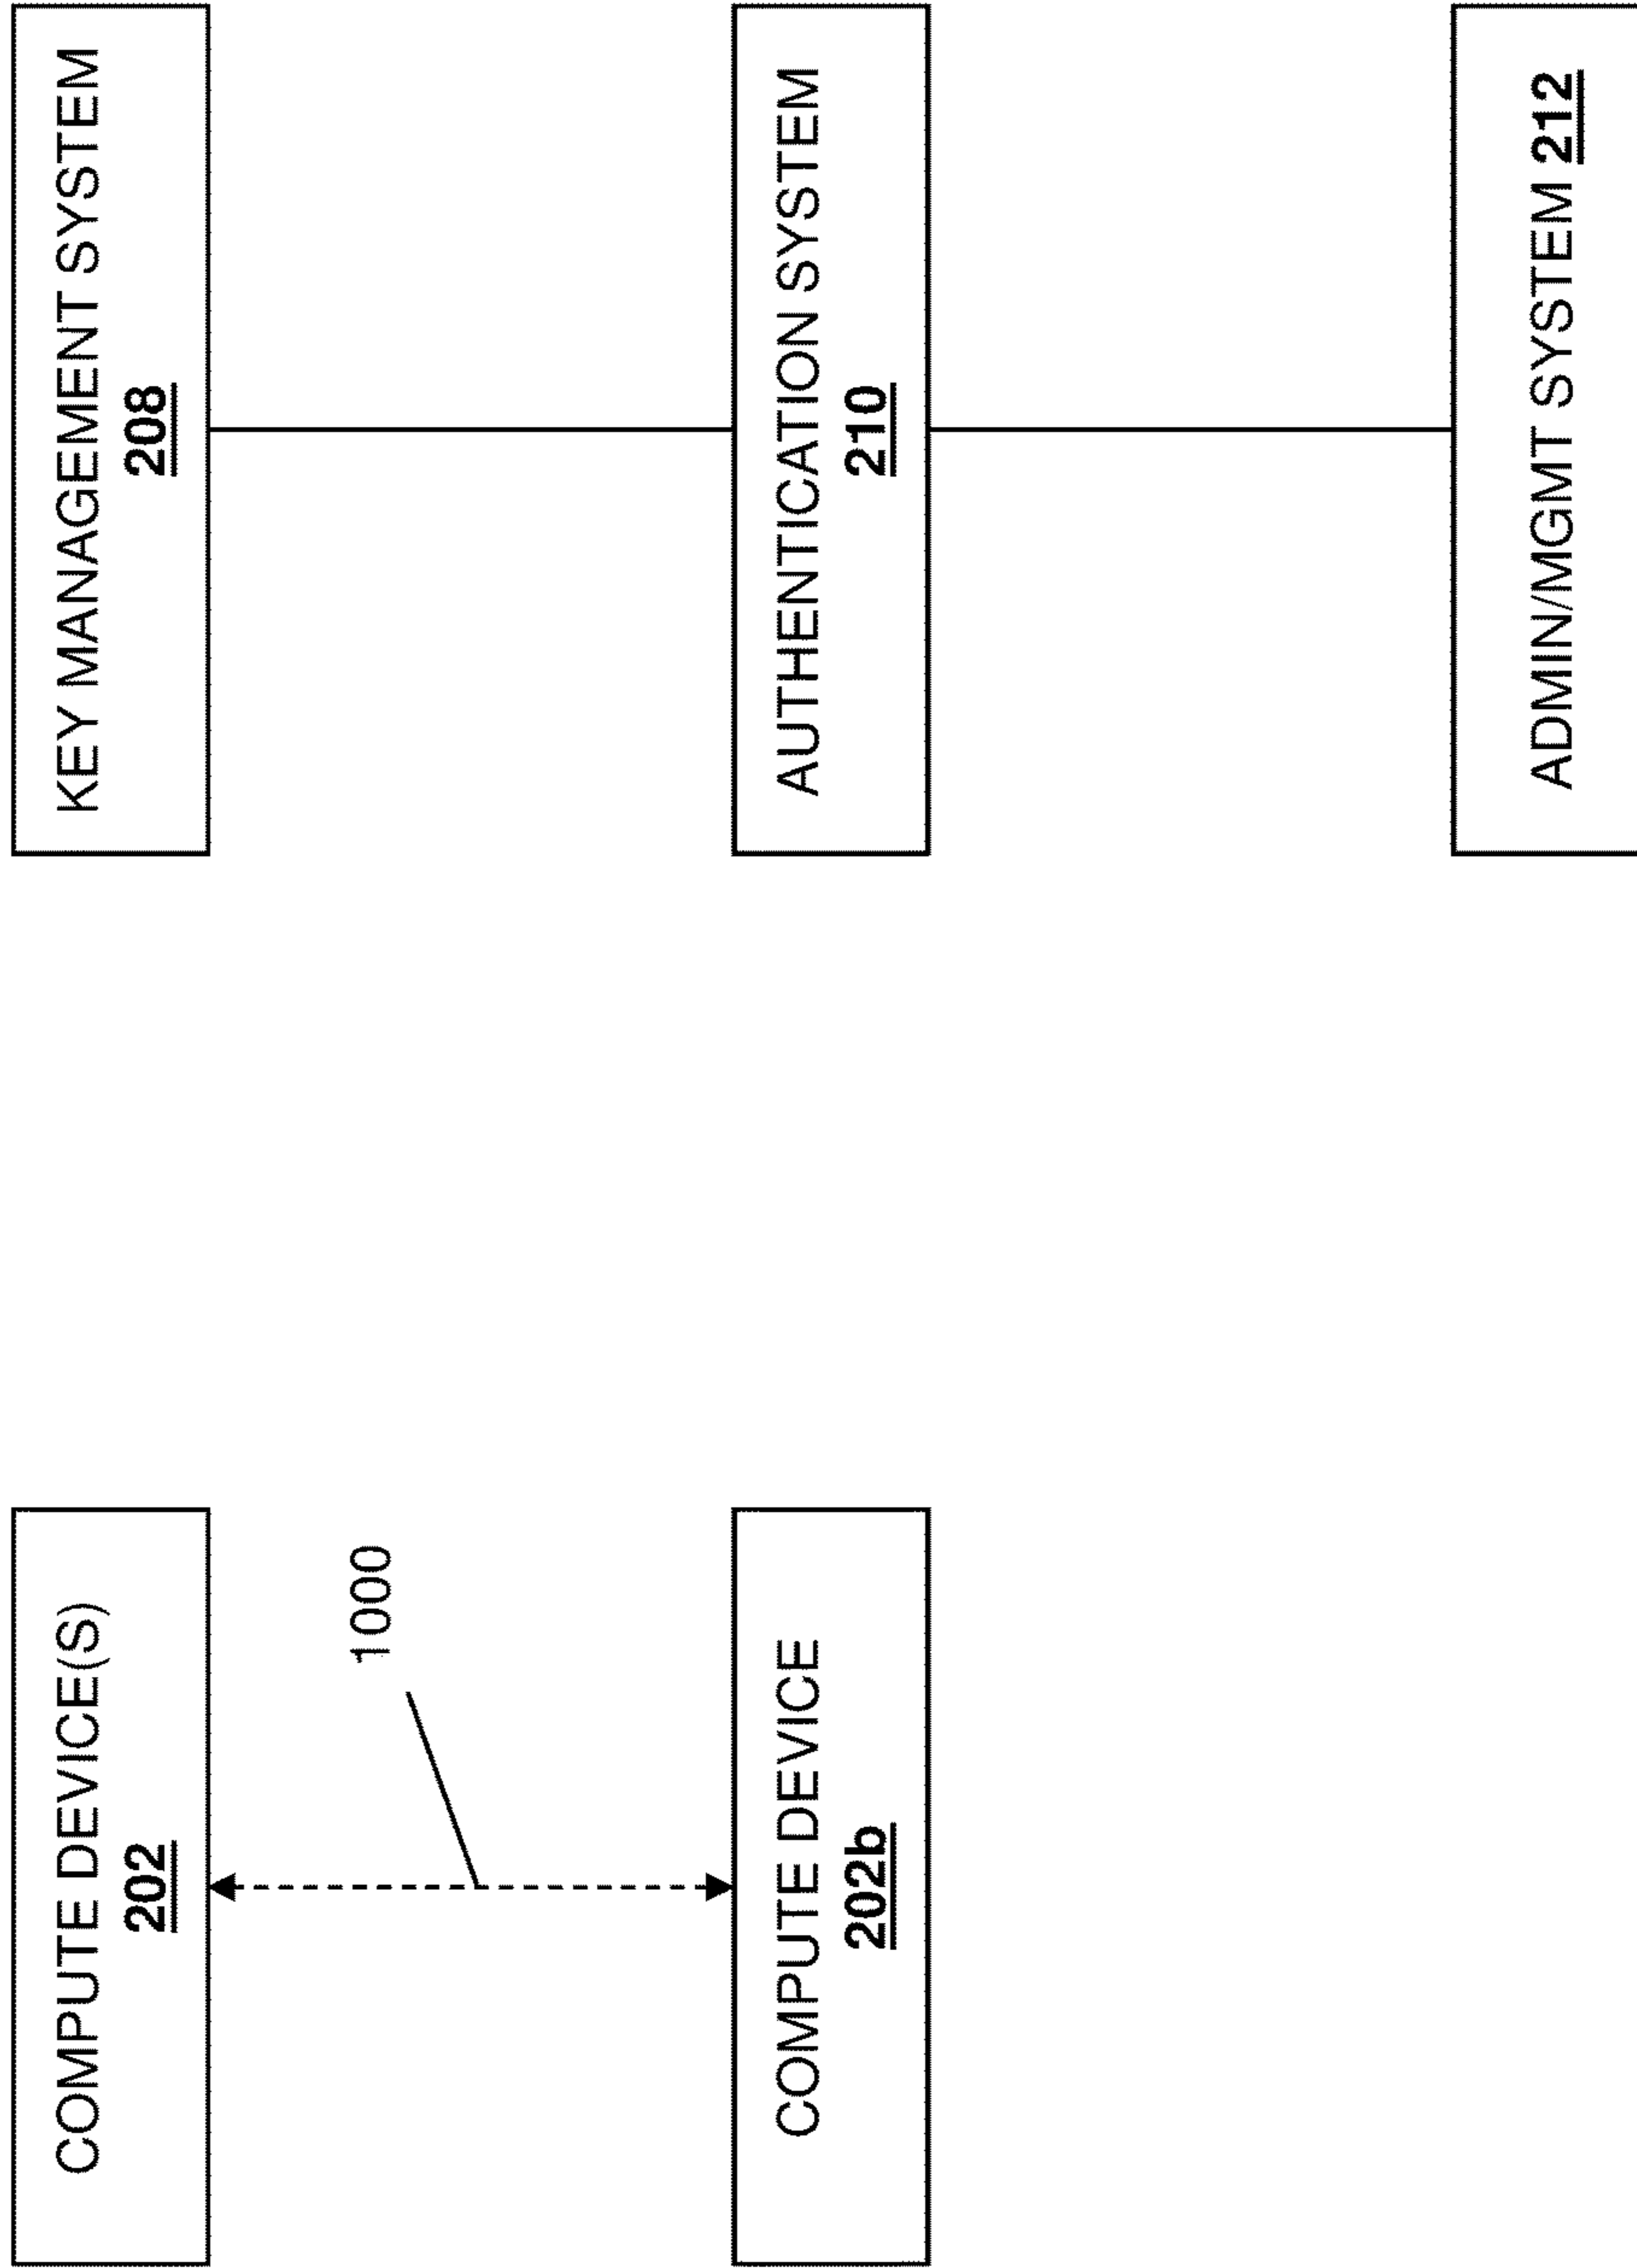 COMPUTE DEVICE(S)
202
KEY MANAGEMENT SYSTEM
208
1000
COMPUTE DEVICE
202b
AUTHENTICATION SYSTEM
210
ADMIN/MGMT SYSTEM 212